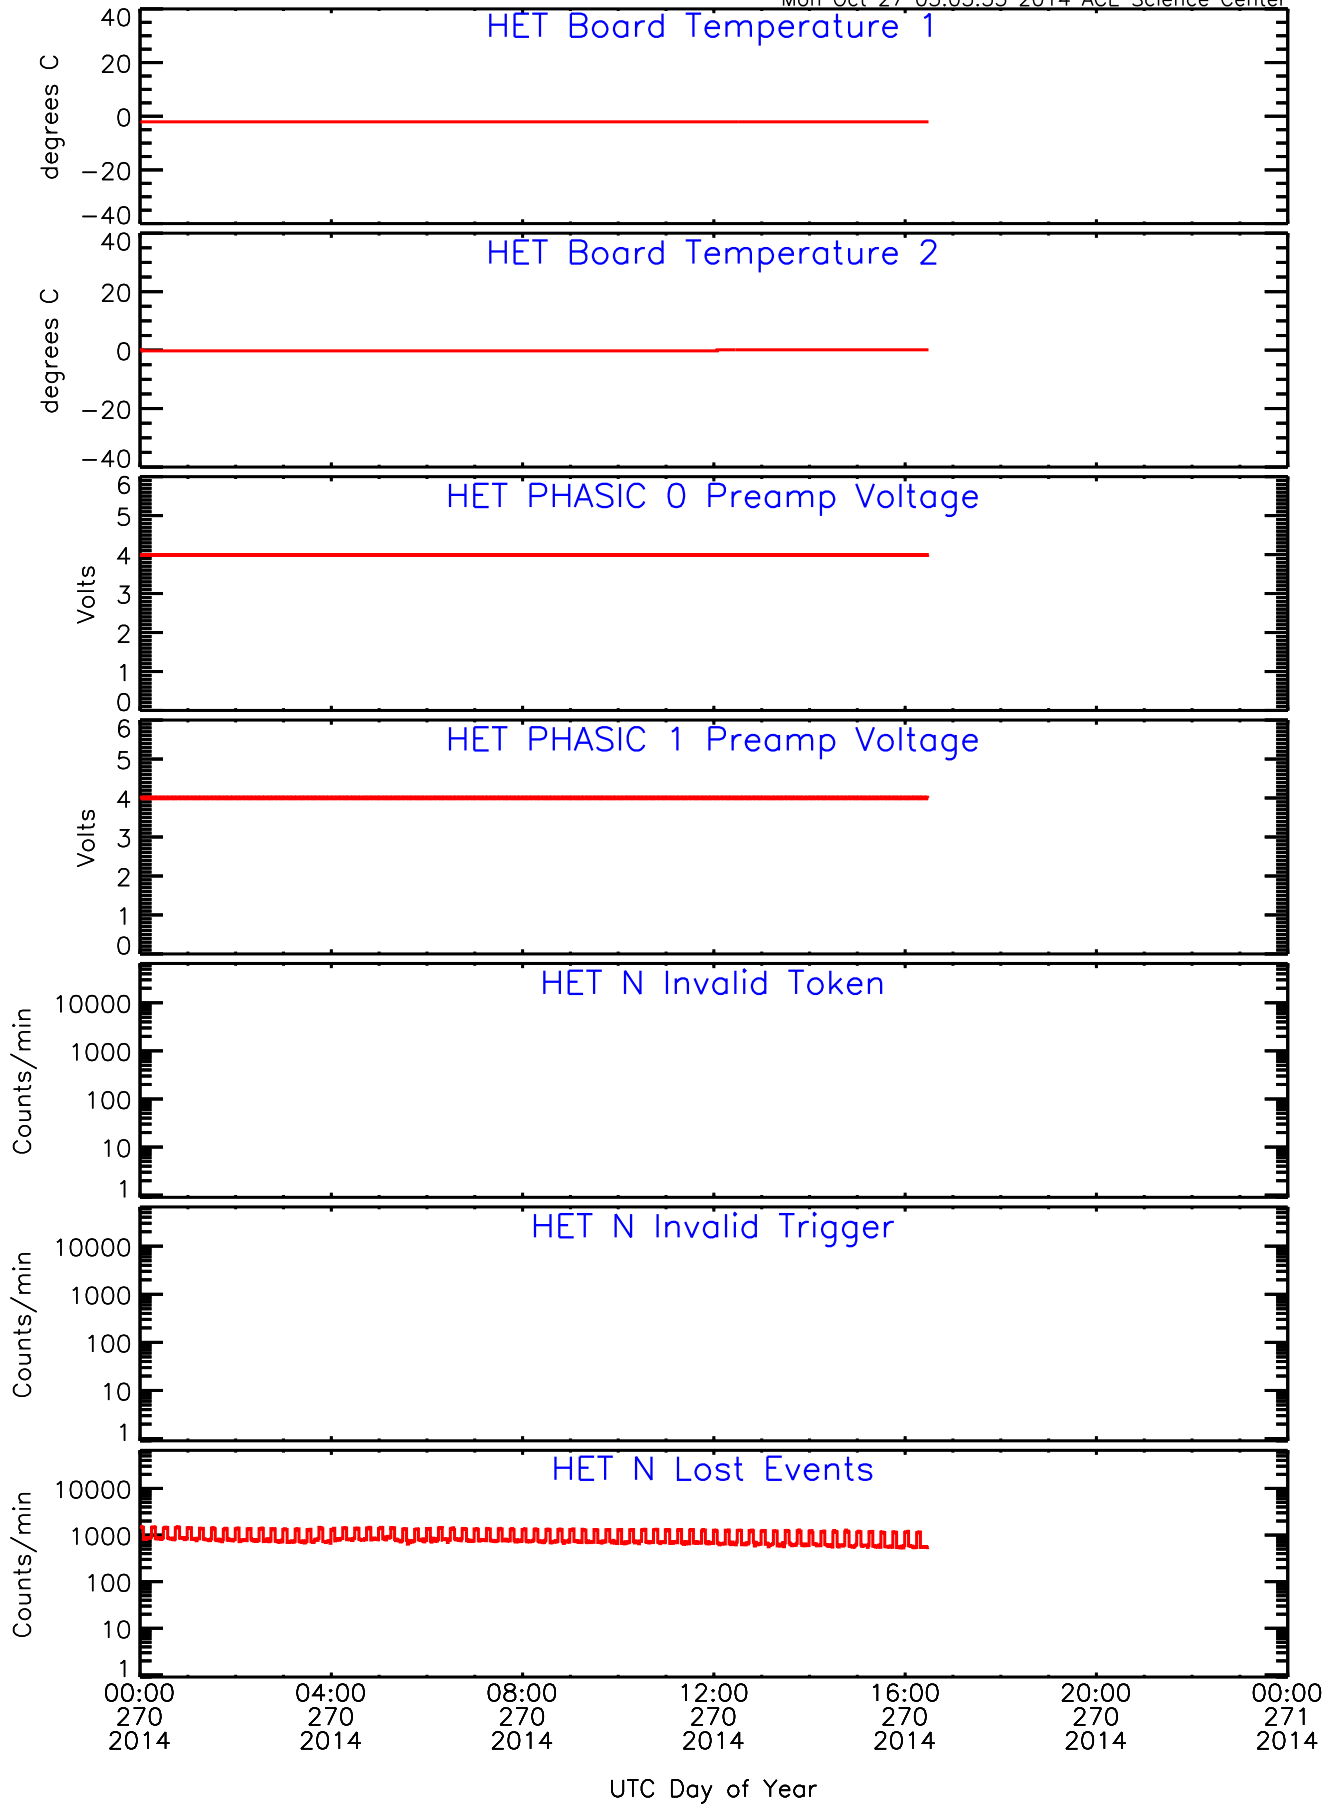 2014 ACE Science Center
HET Board Temperature 1
degrees C
40
20
0
−20
−40
HET Board Temperature 2
degrees C
40
20
0
−20
−40
HET PHASIC 0 Preamp Voltage
Volts
6
5
4
3
2
1
0
HET PHASIC 1 Preamp Voltage
Volts
6
5
4
3
2
1
0
HET N Invalid Token
Counts/min
10000
1000
100
10
1
HET N Invalid Trigger
Counts/min
10000
1000
100
10
1
HET N Lost Events
Counts/min
10000
1000
100
10
1
00:00 04:00 08:00 12:00 16:00 20:00 00:00
270 270 270 270 270 270 271
2014 2014 2014 2014 2014 2014 2014
UTC Day of Year